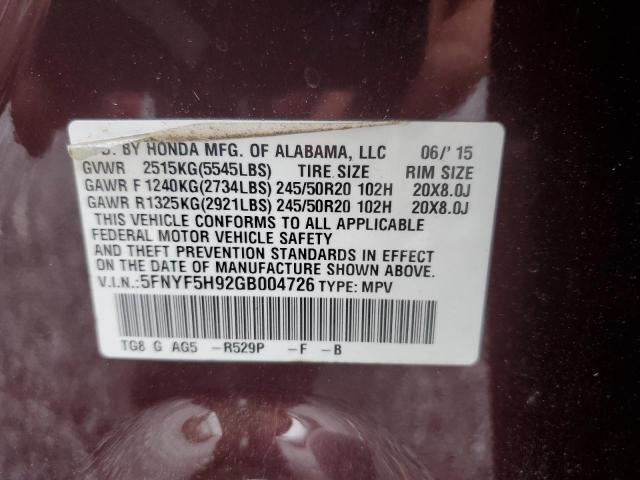 BY HONDA MFG. OF ALABAMA, LLC 06/'15
GVWR 2515KG(5545LBS) TIRE SIZE RIM SIZE
GAWR F 1240KG(2734LBS) 245/50R20 102H 20X8.0J
GAWR R1325KG(2921LBS) 245/50R20 102H 20X8.0J
THIS VEHICLE CONFORMS TO ALL APPLICABLE
FEDERAL MOTOR VEHICLE SAFETY
AND THEFT PREVENTION STANDARDS IN EFFECT
ON THE DATE OF MANUFACTURE SHOWN ABOVE.
V.I.N.:5FNYF5H92GB004726 TYPE: MPV
TG8 G AG5 -R529P -F -B